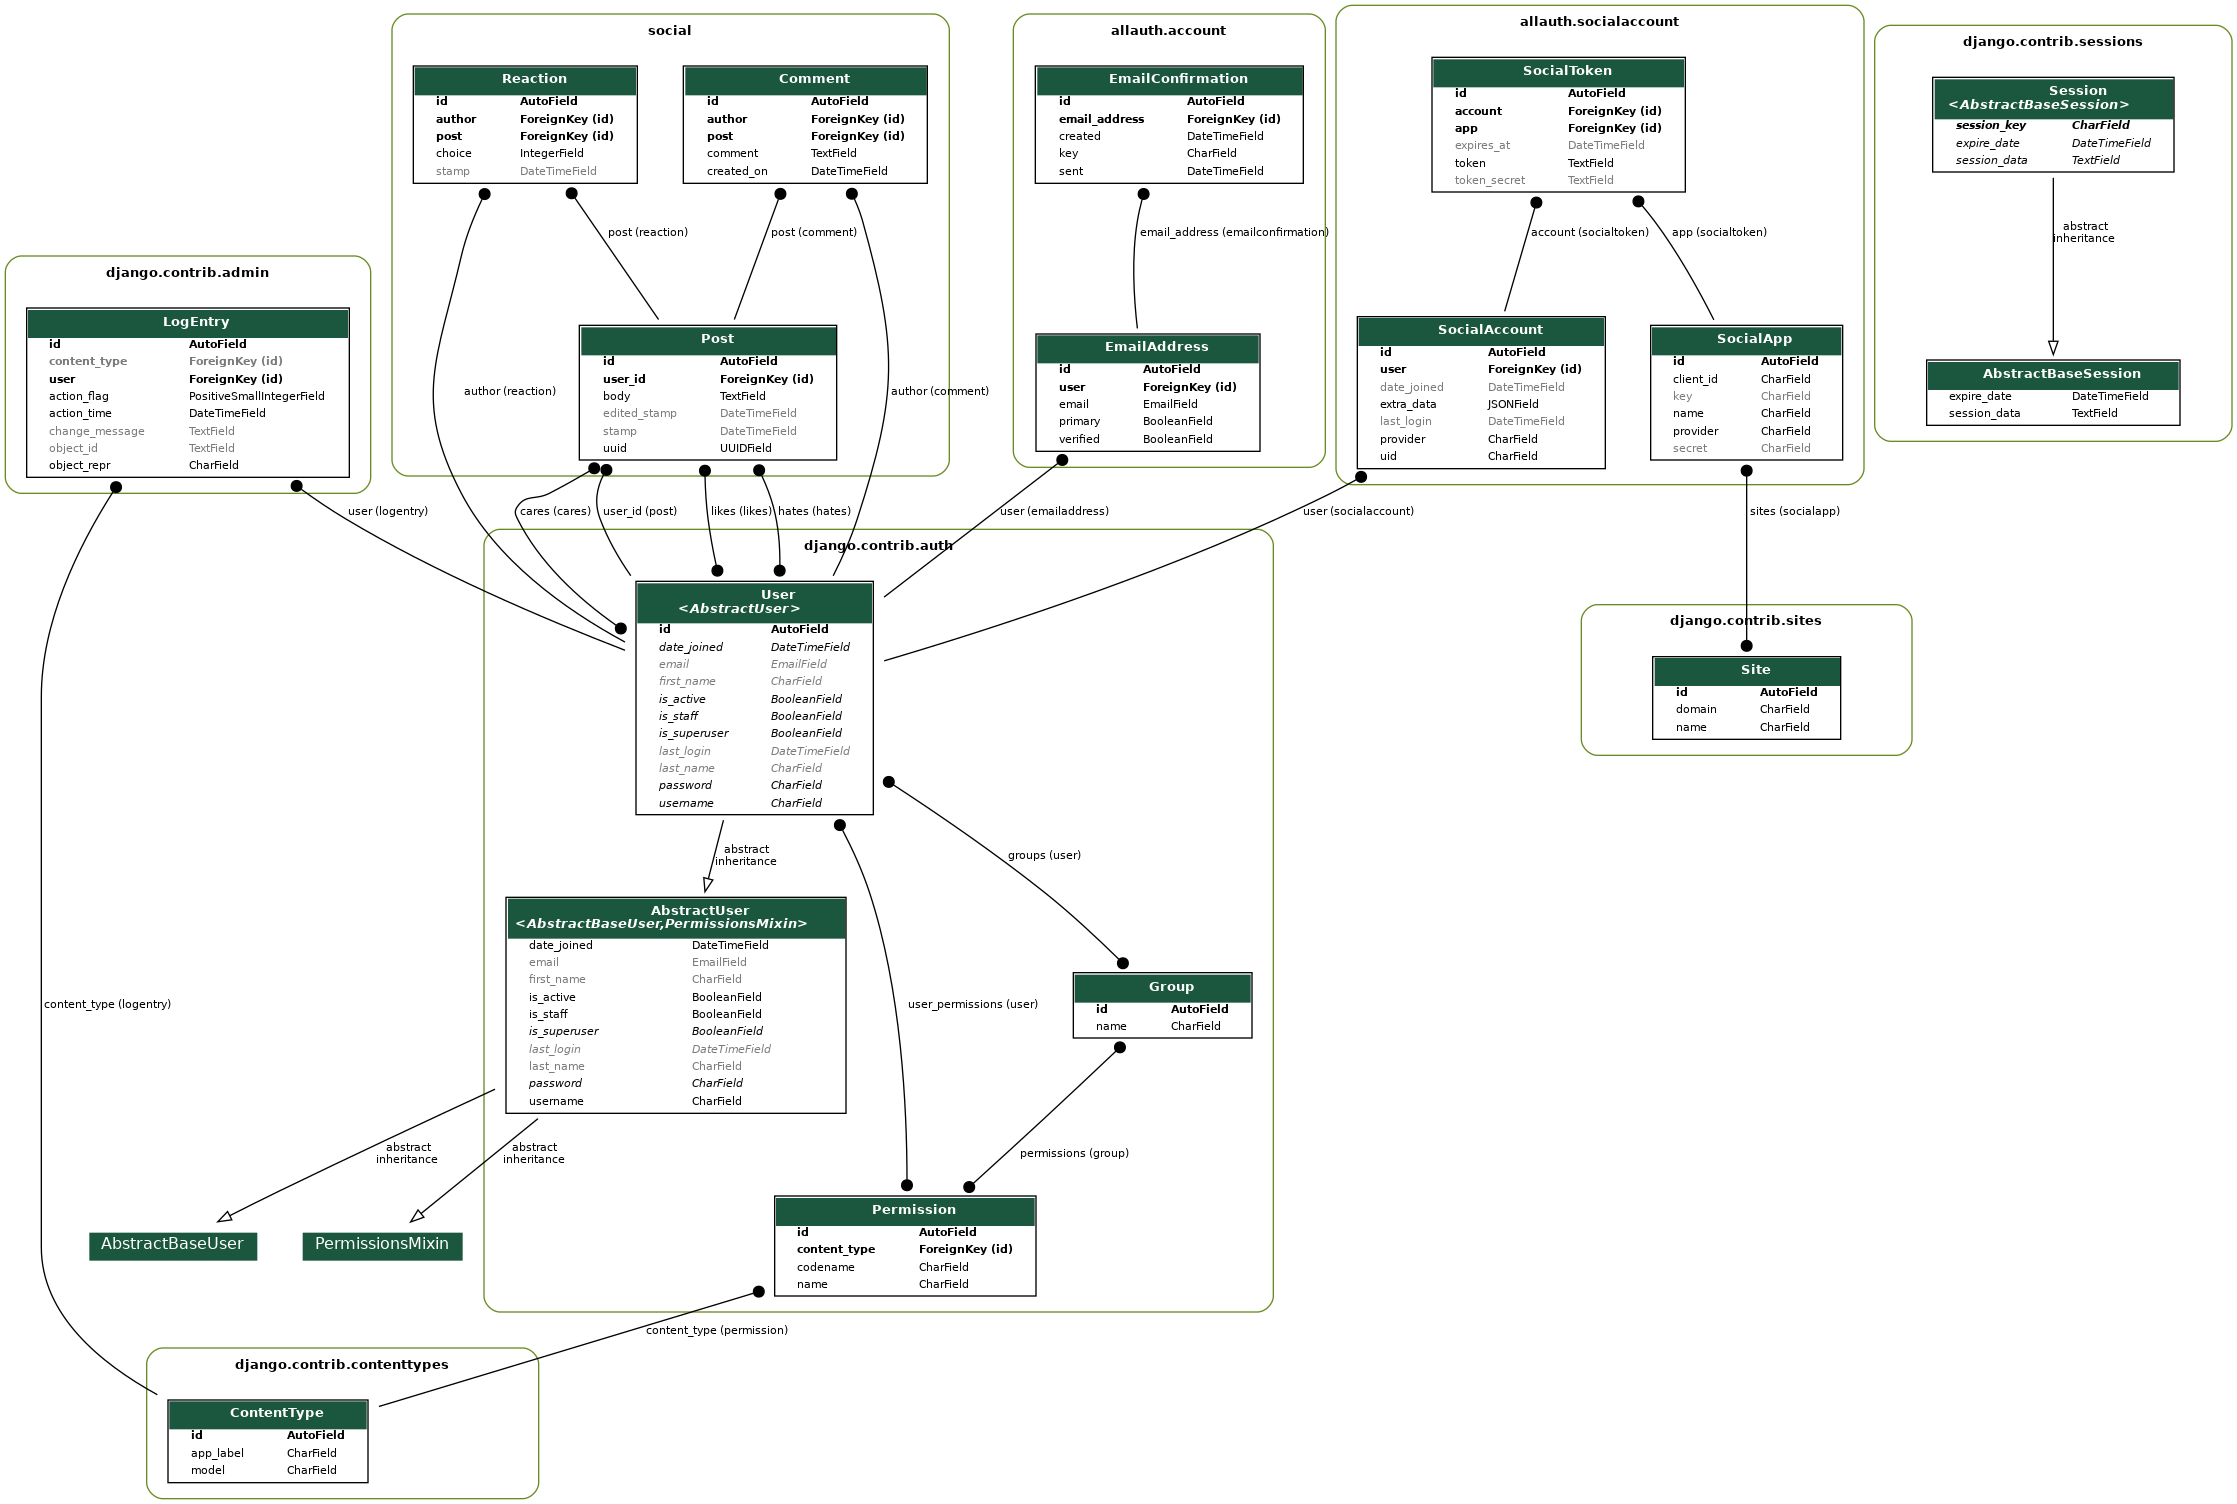 social
Reaction
id AutoField
author ForeignKey (id)
post ForeignKey (id)
choice IntegerField
stamp DateTimeField
Comment
id AutoField
author ForeignKey (id)
post ForeignKey (id)
comment TextField
created_on DateTimeField
post (reaction)
post (comment)
Post
id AutoField
user_id ForeignKey (id)
body TextField
edited_stamp DateTimeField
stamp DateTimeField
uuid UUIDField
author (reaction)
author (comment)
allauth.account
EmailConfirmation
id AutoField
email_address ForeignKey (id)
created DateTimeField
key CharField
sent DateTimeField
email_address (emailconfirmation)
EmailAddress
id AutoField
user ForeignKey (id)
email EmailField
primary BooleanField
verified BooleanField
allauth.socialaccount
SocialToken
id AutoField
account ForeignKey (id)
app ForeignKey (id)
expires_at DateTimeField
token TextField
token_secret TextField
account (socialtoken)
app (socialtoken)
SocialAccount
id AutoField
user ForeignKey (id)
date_joined DateTimeField
extra_data JSONField
last_login DateTimeField
provider CharField
uid CharField
SocialApp
id AutoField
client_id CharField
key CharField
name CharField
provider CharField
secret CharField
django.contrib.sessions
Session
<AbstractBaseSession>
session_key CharField
expire_date DateTimeField
session_data TextField
abstract
inheritance
AbstractBaseSession
expire_date DateTimeField
session_data TextField
django.contrib.admin
LogEntry
id AutoField
content_type ForeignKey (id)
user ForeignKey (id)
action_flag PositiveSmallIntegerField
action_time DateTimeField
change_message TextField
object_id TextField
object_repr CharField
user (logentry)
cares (cares)
user_id (post)
likes (likes)
hates (hates)
user (emailaddress)
user (socialaccount)
sites (socialapp)
django.contrib.auth
User
<AbstractUser>
id AutoField
date_joined DateTimeField
email EmailField
first_name CharField
is_active BooleanField
is_staff BooleanField
is_superuser BooleanField
last_login DateTimeField
last_name CharField
password CharField
username CharField
django.contrib.sites
Site
id AutoField
domain CharField
name CharField
abstract
inheritance
groups (user)
AbstractUser
<AbstractBaseUser,PermissionsMixin>
date_joined DateTimeField
email EmailField
first_name CharField
is_active BooleanField
is_staff BooleanField
is_superuser BooleanField
last_login DateTimeField
last_name CharField
password CharField
username CharField
content_type (logentry)
user_permissions (user)
Group
id AutoField
name CharField
abstract
inheritance
abstract
inheritance
permissions (group)
AbstractBaseUser
PermissionsMixin
Permission
id AutoField
content_type ForeignKey (id)
codename CharField
name CharField
content_type (permission)
django.contrib.contenttypes
ContentType
id AutoField
app_label CharField
model CharField